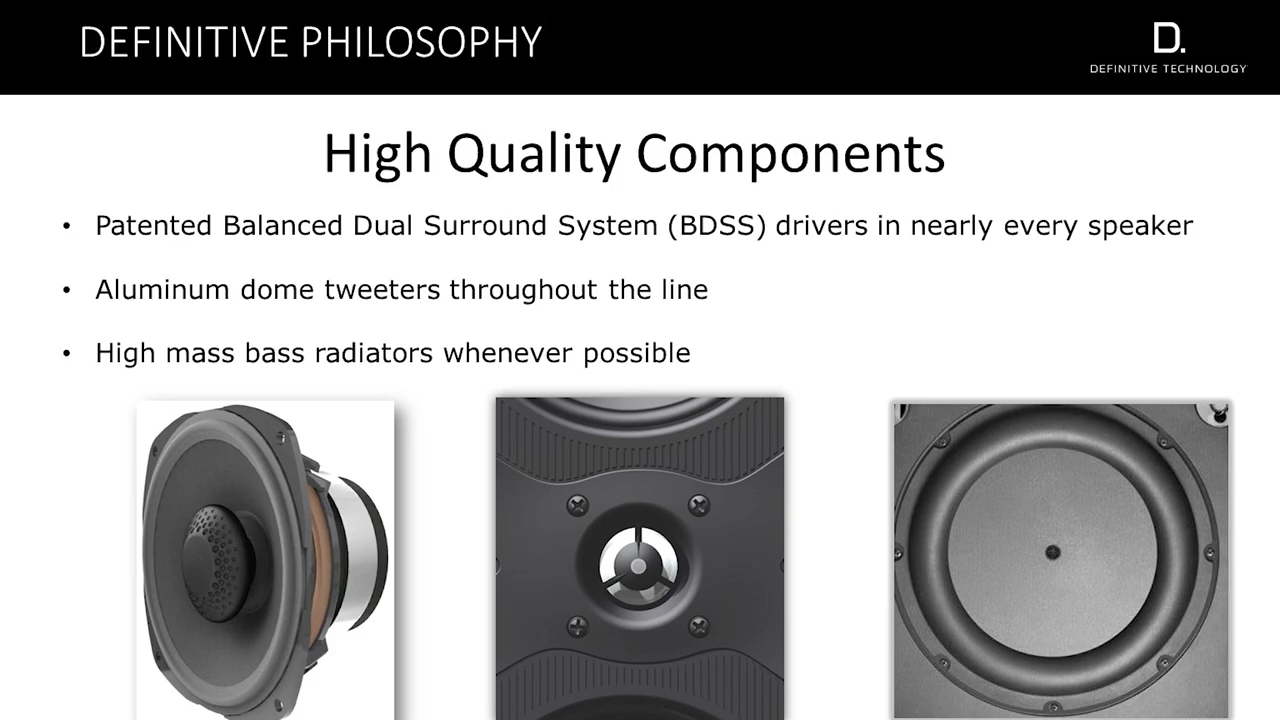 DEFINITIVE PHILOSOPHY
D.
DEFINITIVE TECHNOLOGY
High Quality Components
• Patented Balanced Dual Surround System (BDSS) drivers in nearly every speaker
• Aluminum dome tweeters throughout the line
• High mass bass radiators whenever possible